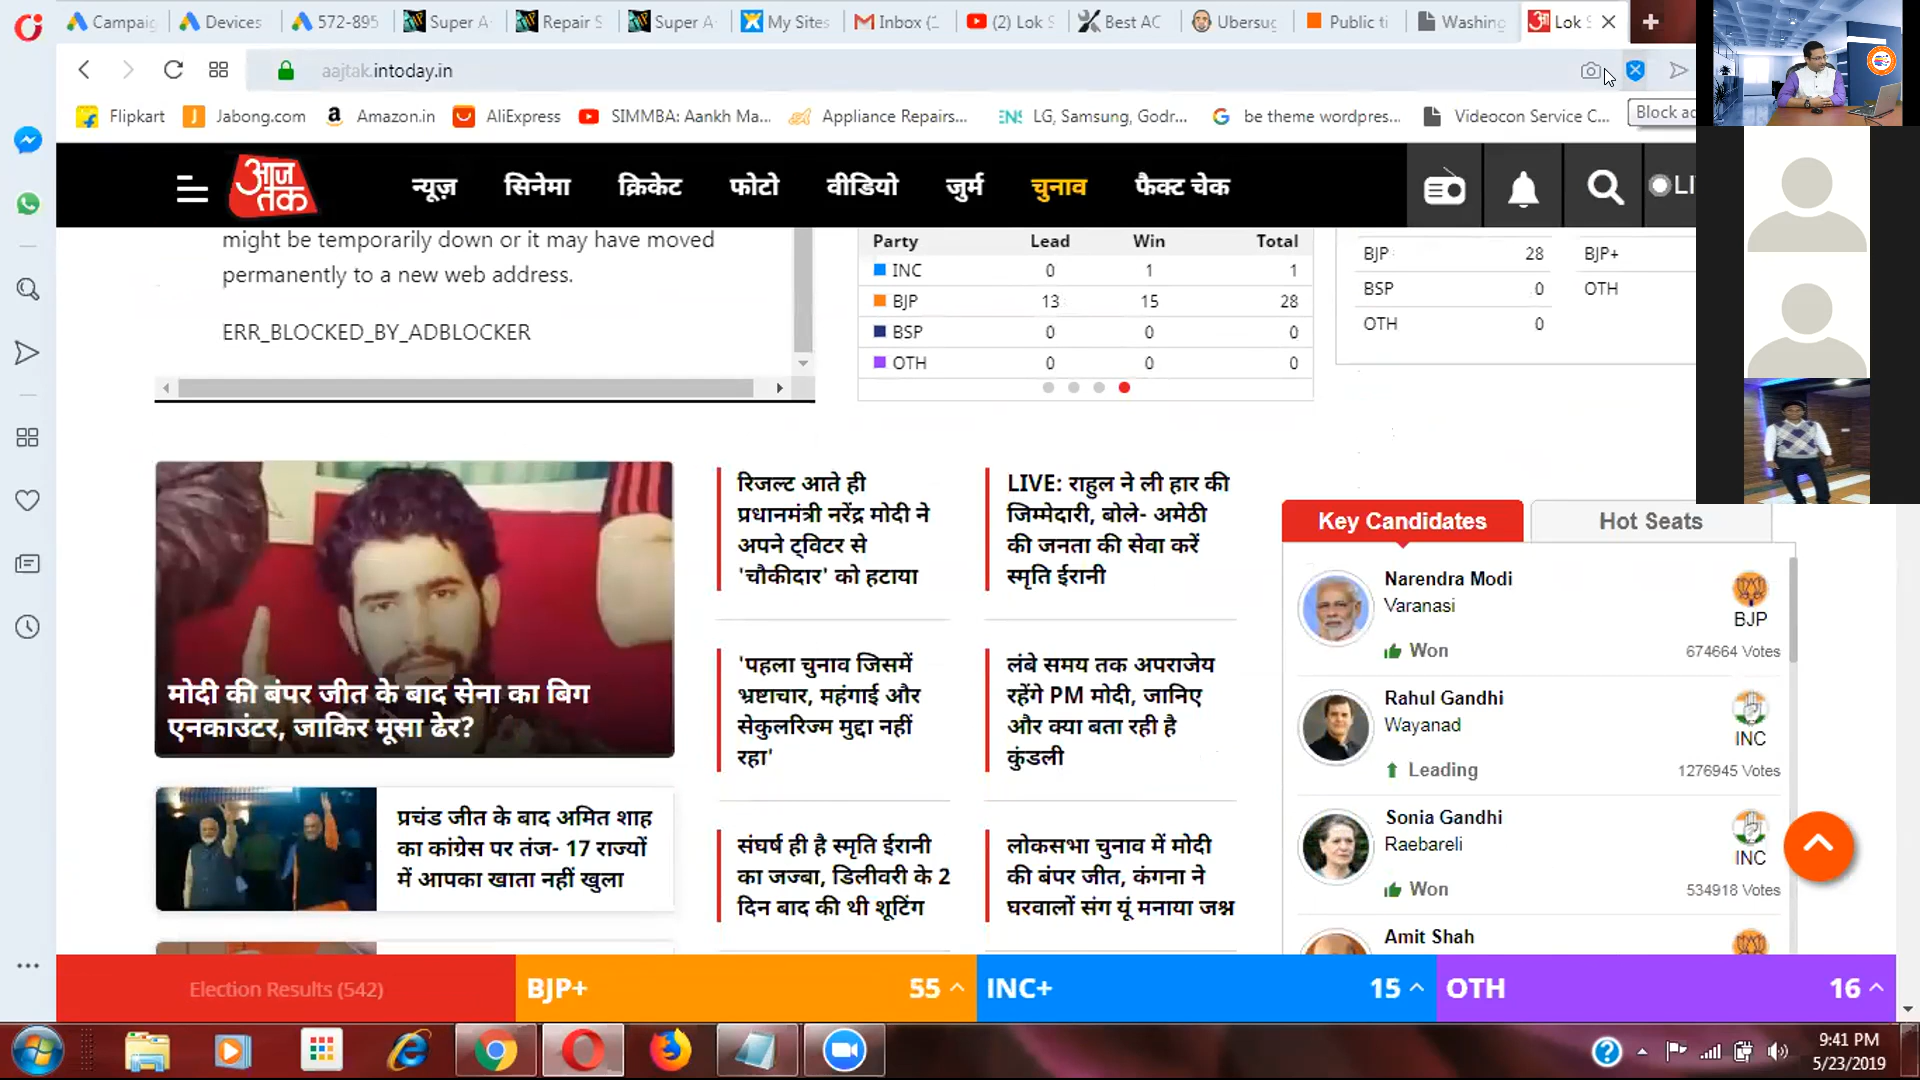 Campaig
Devices
572-895
Super A
Repair S
Super A
My Sites
Inbox (1
(2) Lok S
Best AC
Ubersug
Public ti
Washing
Lok S
aajtak.intoday.in
Flipkart
Jabong.com
Amazon.in
AliExpress
SIMMBA: Aankh Ma...
Appliance Repairs...
LG, Samsung, Godr...
be theme wordpres...
Videocon Service C...
Block ad
आज तक
न्यूज़
सिनेमा
क्रिकेट
फोटो
वीडियो
जुर्म
चुनाव
फैक्ट चेक
LI
might be temporarily down or it may have moved
permanently to a new web address.
ERR_BLOCKED_BY_ADBLOCKER
Party Lead Win Total
INC 0 1 1
BJP 13 15 28
BSP 0 0 0
OTH 0 0 0
BJP 28 BJP+
BSP 0 OTH
OTH 0
मोदी की बंपर जीत के बाद सेना का बिग
एनकाउंटर, जाकिर मूसा ढेर?
प्रचंड जीत के बाद अमित शाह
का कांग्रेस पर तंज- 17 राज्यों
में आपका खाता नहीं खुला
रिजल्ट आते ही
प्रधानमंत्री नरेंद्र मोदी ने
अपने ट्विटर से
'चौकीदार' को हटाया
LIVE: राहुल ने ली हार की
जिम्मेदारी, बोले- अमेठी
की जनता की सेवा करें
स्मृति ईरानी
'पहला चुनाव जिसमें
भ्रष्टाचार, महंगाई और
सेकुलरिज्म मुद्दा नहीं
रहा'
लंबे समय तक अपराजेय
रहेंगे PM मोदी, जानिए
और क्या बता रही है
कुंडली
संघर्ष ही है स्मृति ईरानी
का जज्बा, डिलीवरी के 2
दिन बाद की थी शूटिंग
लोकसभा चुनाव में मोदी
की बंपर जीत, कंगना ने
घरवालों संग यूं मनाया जश्न
Key Candidates
Hot Seats
Narendra Modi
Varanasi
BJP
Won
674664 Votes
Rahul Gandhi
Wayanad
INC
Leading
1276945 Votes
Sonia Gandhi
Raebareli
INC
Won
534918 Votes
Amit Shah
Election Results (542)
BJP+ 55
INC+ 15
OTH 16
9:41 PM
5/23/2019